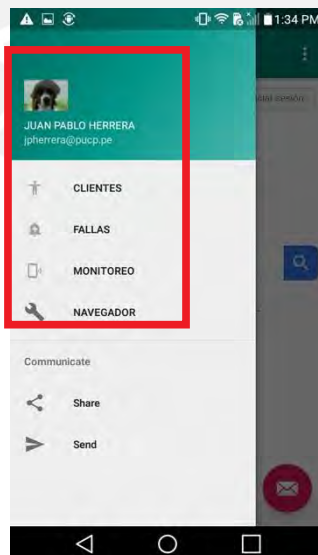 1:34 PM
JUAN PABLO HERRERA
jpherrera@pucp.pe
CLIENTES
FALLAS
MONITOREO
NAVEGADOR
Communicate
Share
Send